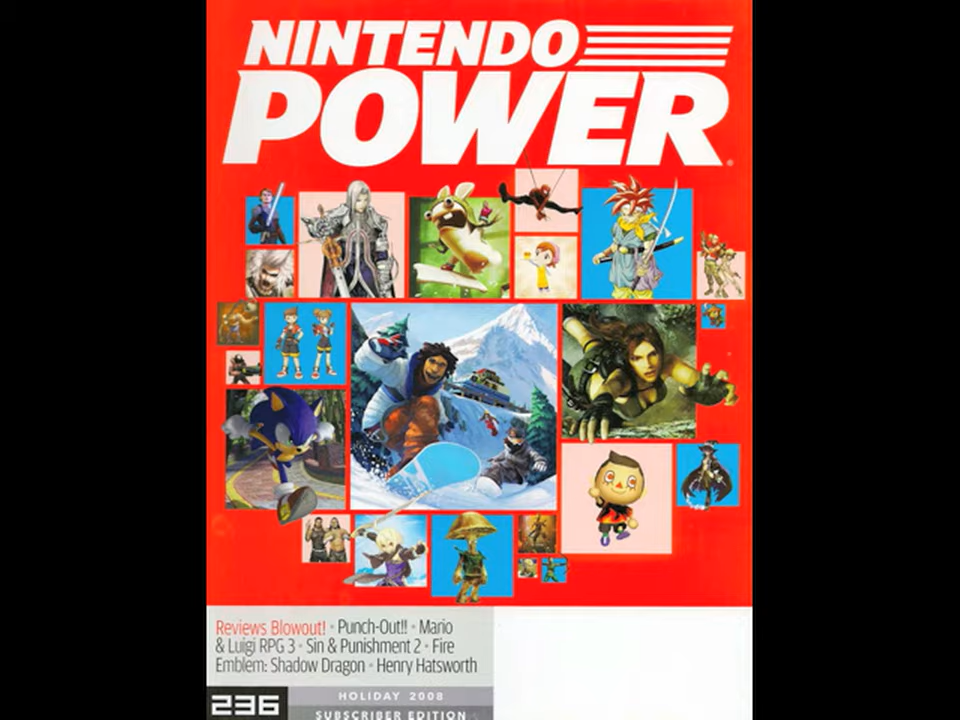 NINTENDO
POWER
Reviews Blowout! • Punch-Out!! • Mario
& Luigi RPG 3 • Sin & Punishment 2 • Fire
Emblem: Shadow Dragon • Henry Hatsworth
236
HOLIDAY 2008
SUBSCRIBER EDITION